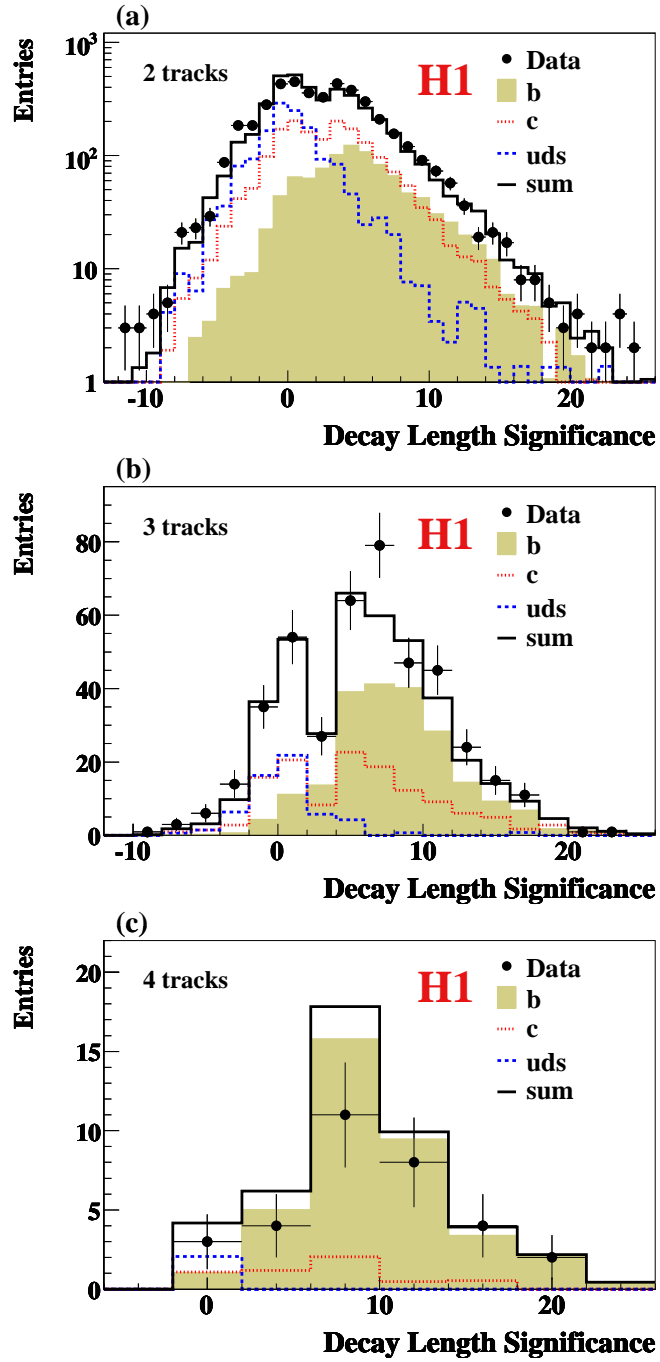 (a)
Entries
10³
10²
10
1
2 tracks
H1
Data
b
c
uds
sum
-10 0 10 20
Decay Length Significance
(b)
Entries
80
60
40
20
0
3 tracks
H1
Data
b
c
uds
sum
-10 0 10 20
Decay Length Significance
(c)
Entries
20
15
10
5
0
4 tracks
H1
Data
b
c
uds
sum
0 10 20
Decay Length Significance